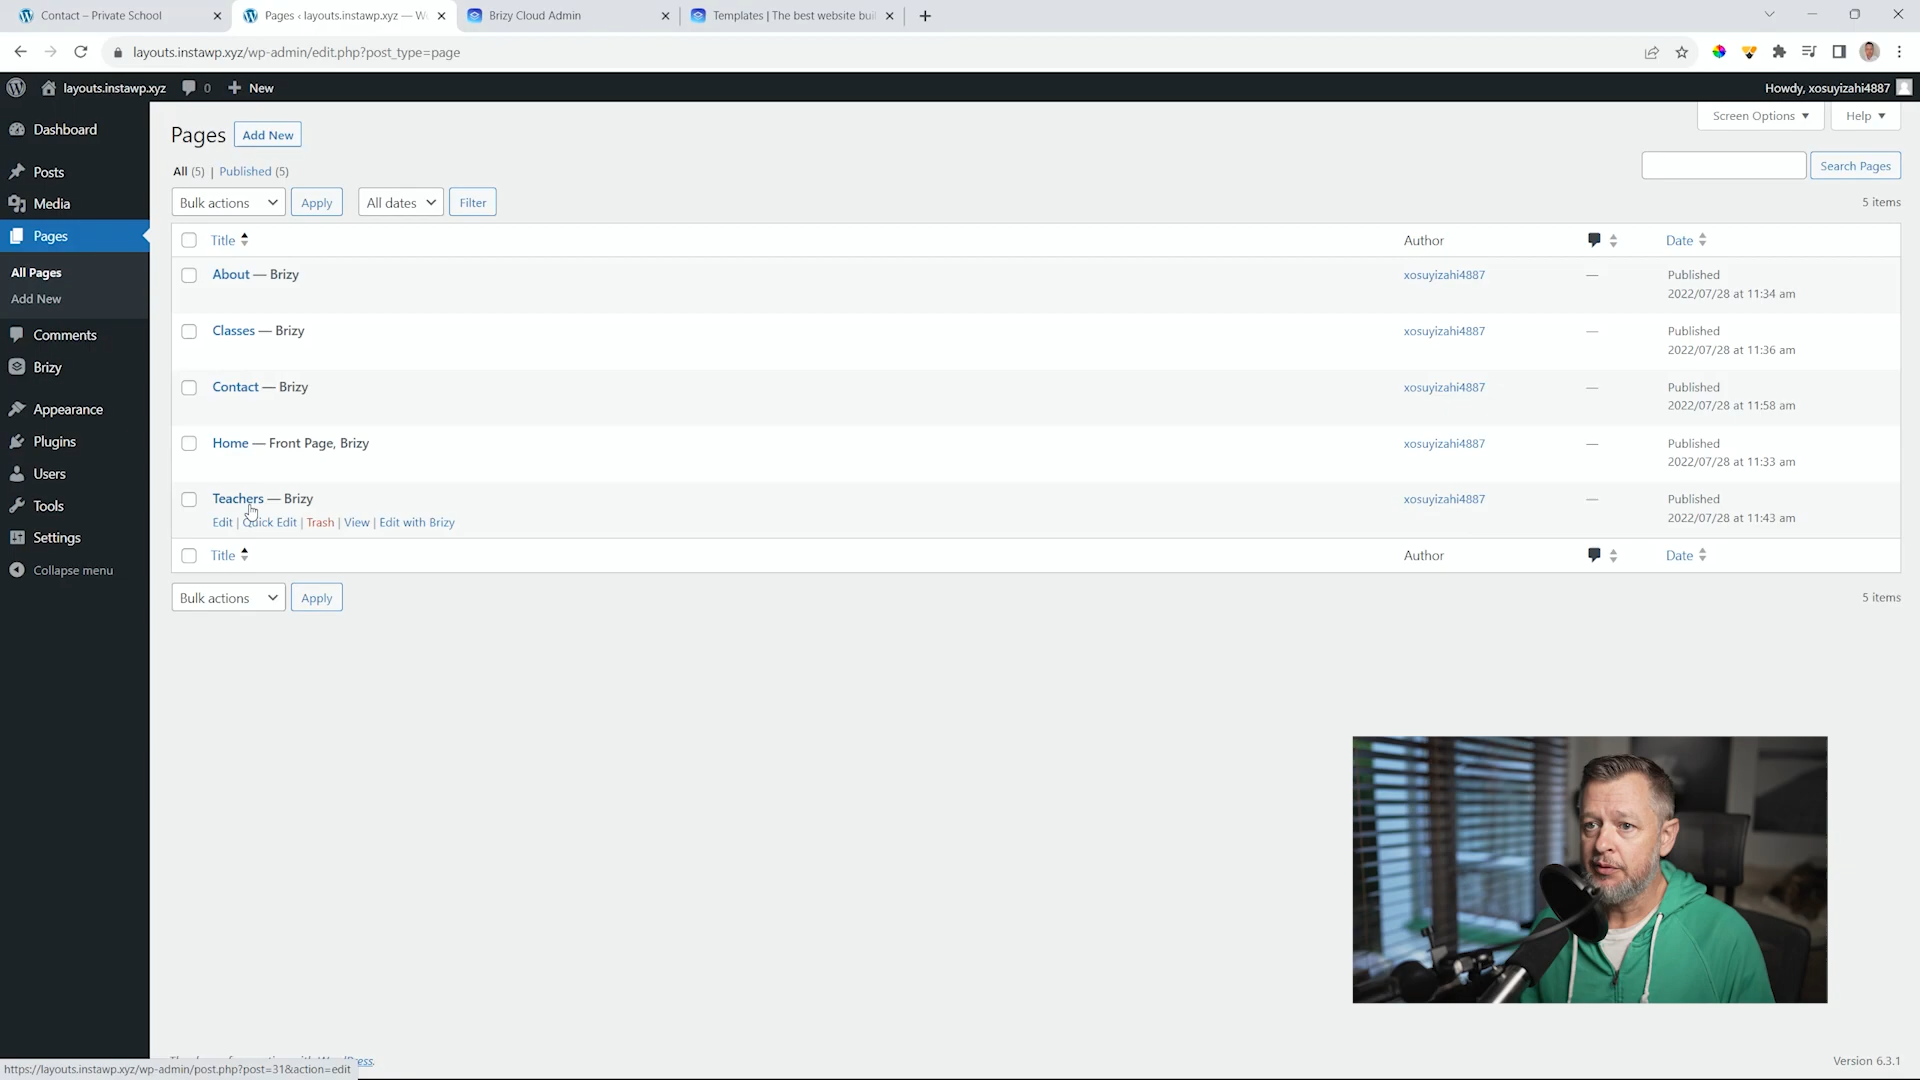 Contact – Private School
Pages ‹ layouts.instawp.xyz — W
Brizy Cloud Admin
Templates | The best website buil
layouts.instawp.xyz/wp-admin/edit.php?post_type=page
layouts.instawp.xyz
0
New
Howdy, xosuyizahi4887
Dashboard
Posts
Media
Pages
All Pages
Add New
Comments
Brizy
Appearance
Plugins
Users
Tools
Settings
Collapse menu
Pages Add New
Screen Options
Help
All (5) | Published (5)
Search Pages
Bulk actions Apply All dates Filter
5 items
Title Author Date
About — Brizy xosuyizahi4887 — Published
2022/07/28 at 11:34 am
Classes — Brizy xosuyizahi4887 — Published
2022/07/28 at 11:36 am
Contact — Brizy xosuyizahi4887 — Published
2022/07/28 at 11:58 am
Home — Front Page, Brizy xosuyizahi4887 — Published
2022/07/28 at 11:33 am
Teachers — Brizy xosuyizahi4887 — Published
Edit | Quick Edit | Trash | View | Edit with Brizy 2022/07/28 at 11:43 am
Title Author Date
Bulk actions Apply
5 items
Version 6.3.1
https://layouts.instawp.xyz/wp-admin/post.php?post=31&action=edit